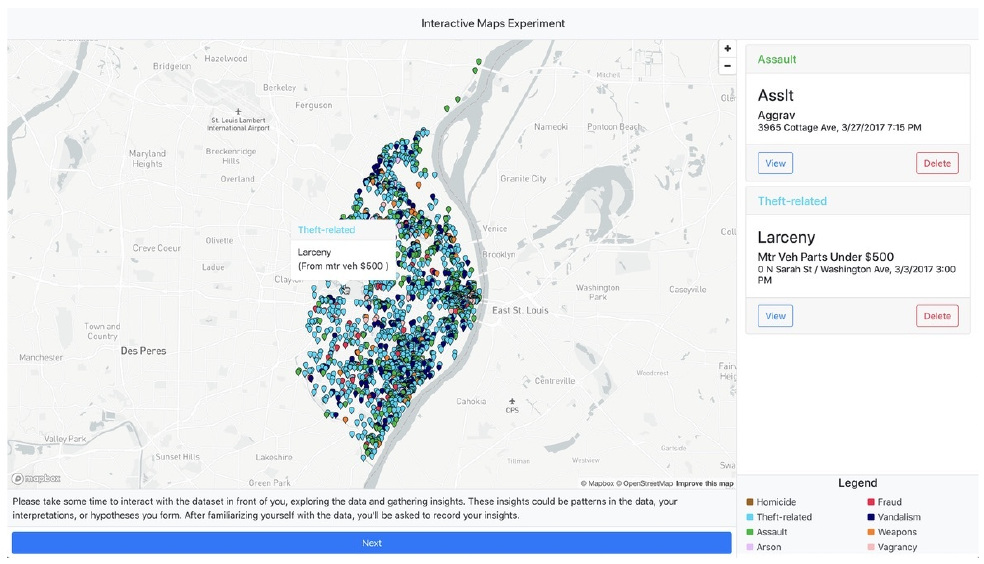 Interactive Maps Experiment
Hazelwood
Bridgeton
Berkeley
Ferguson
St. Louis Lambert
International Airport
Mitchell
Nameoki
Pontoon Beach
Maryland
Heights
Breckenridge
Hills
Overland
Granite City
Venice
Brooklyn
Creve Coeur
Olivette
Ladue
Washington
Park
Caseyville
East St. Louis
Town and
Country
Des Peres
Manchester
Centreville
Cahokia
CPS
Valley Park
Sunset Hills
Lakeshire
Green Park
Theft-related
Larceny
(From mtr veh $500 )
+
−
mapbox
© Mapbox © OpenStreetMap Improve this map
Please take some time to interact with the dataset in front of you, exploring the data and gathering insights. These insights could be patterns in the data, your
interpretations, or hypotheses you form. After familiarizing yourself with the data, you'll be asked to record your insights.
Next
Assault
Asslt
Aggrav
3965 Cottage Ave, 3/27/2017 7:15 PM
View
Delete
Theft-related
Larceny
Mtr Veh Parts Under $500
0 N Sarah St / Washington Ave, 3/3/2017 3:00
PM
View
Delete
Legend
Homicide
Fraud
Theft-related
Vandalism
Assault
Weapons
Arson
Vagrancy